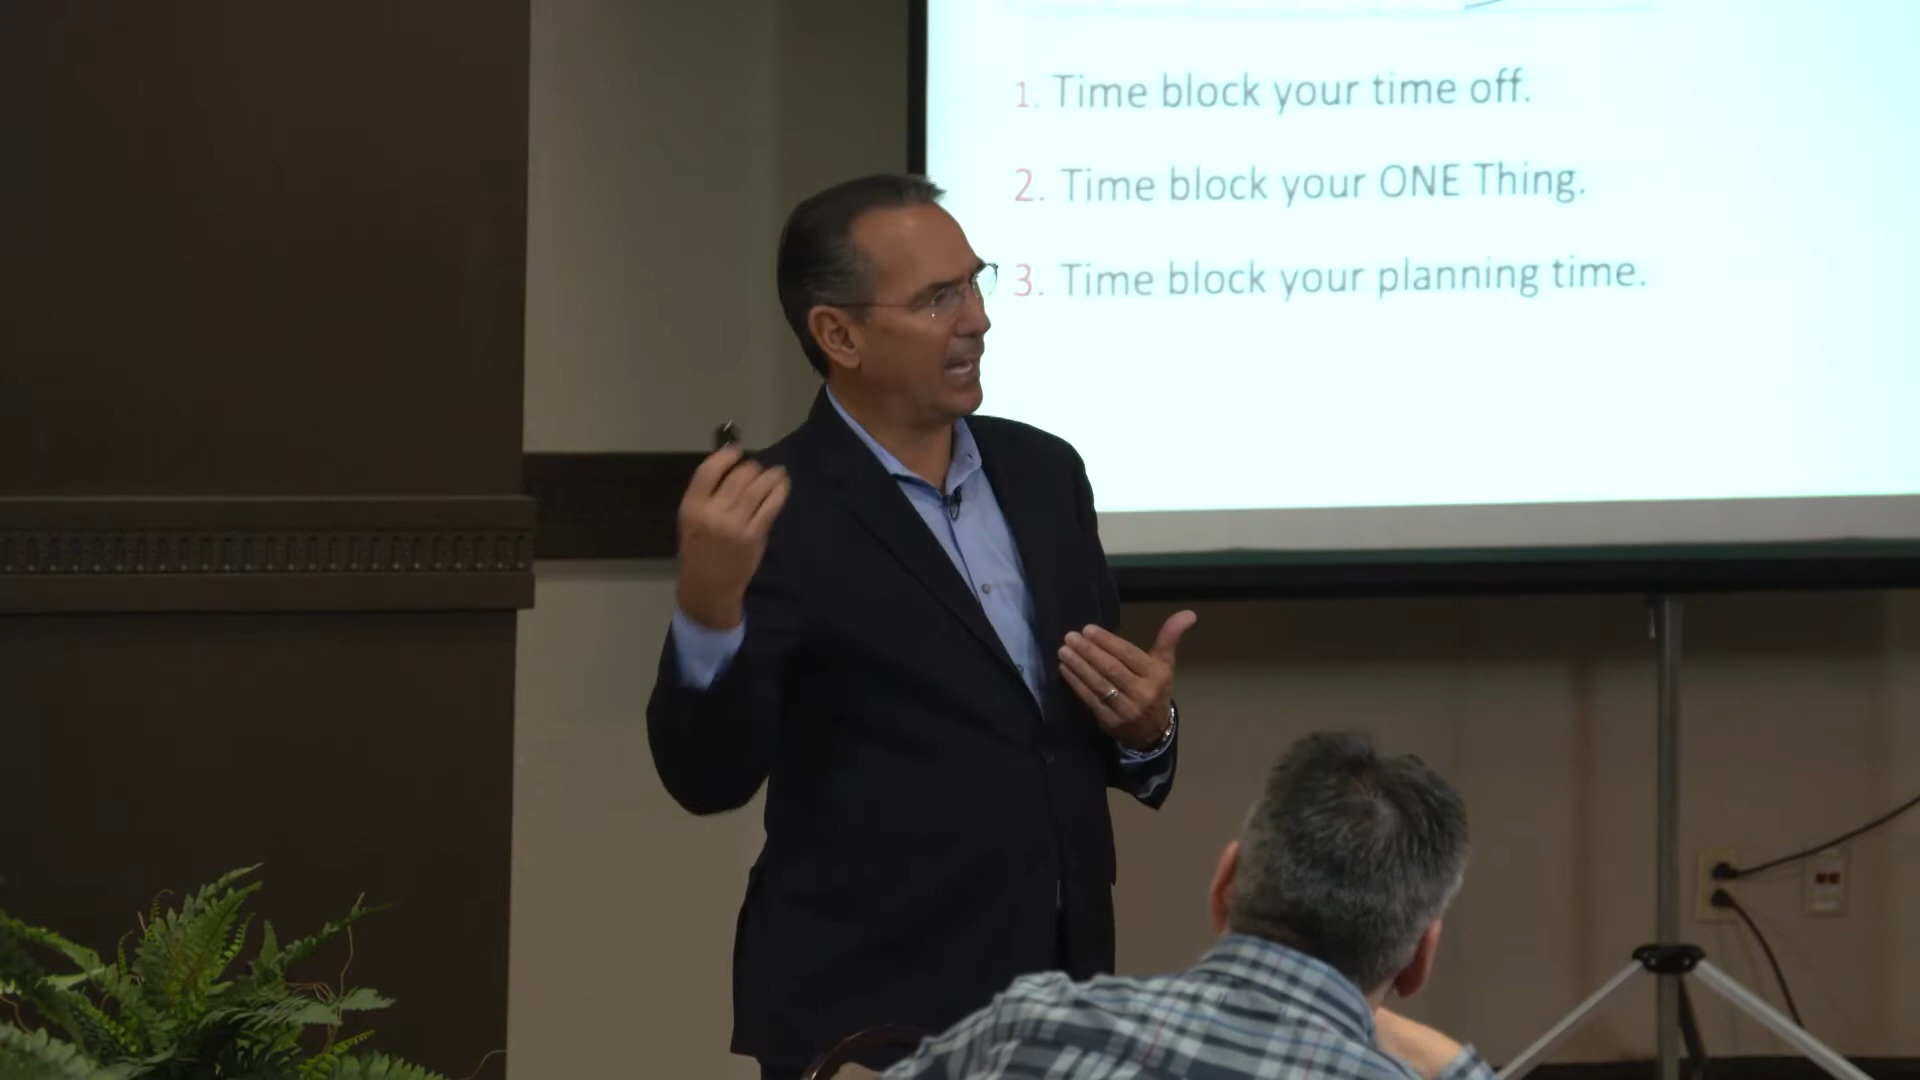 1. Time block your time off.
2. Time block your ONE Thing.
3. Time block your planning time.